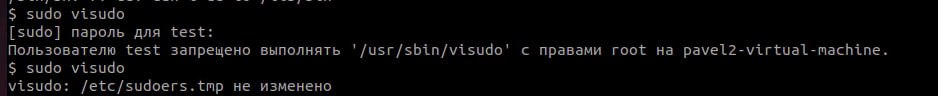 $ sudo visudo
[sudo] пароль для test:
Пользователю test запрещено выполнять '/usr/sbin/visudo' с правами root на pavel2-virtual-machine.
$ sudo visudo
visudo: /etc/sudoers.tmp не изменено